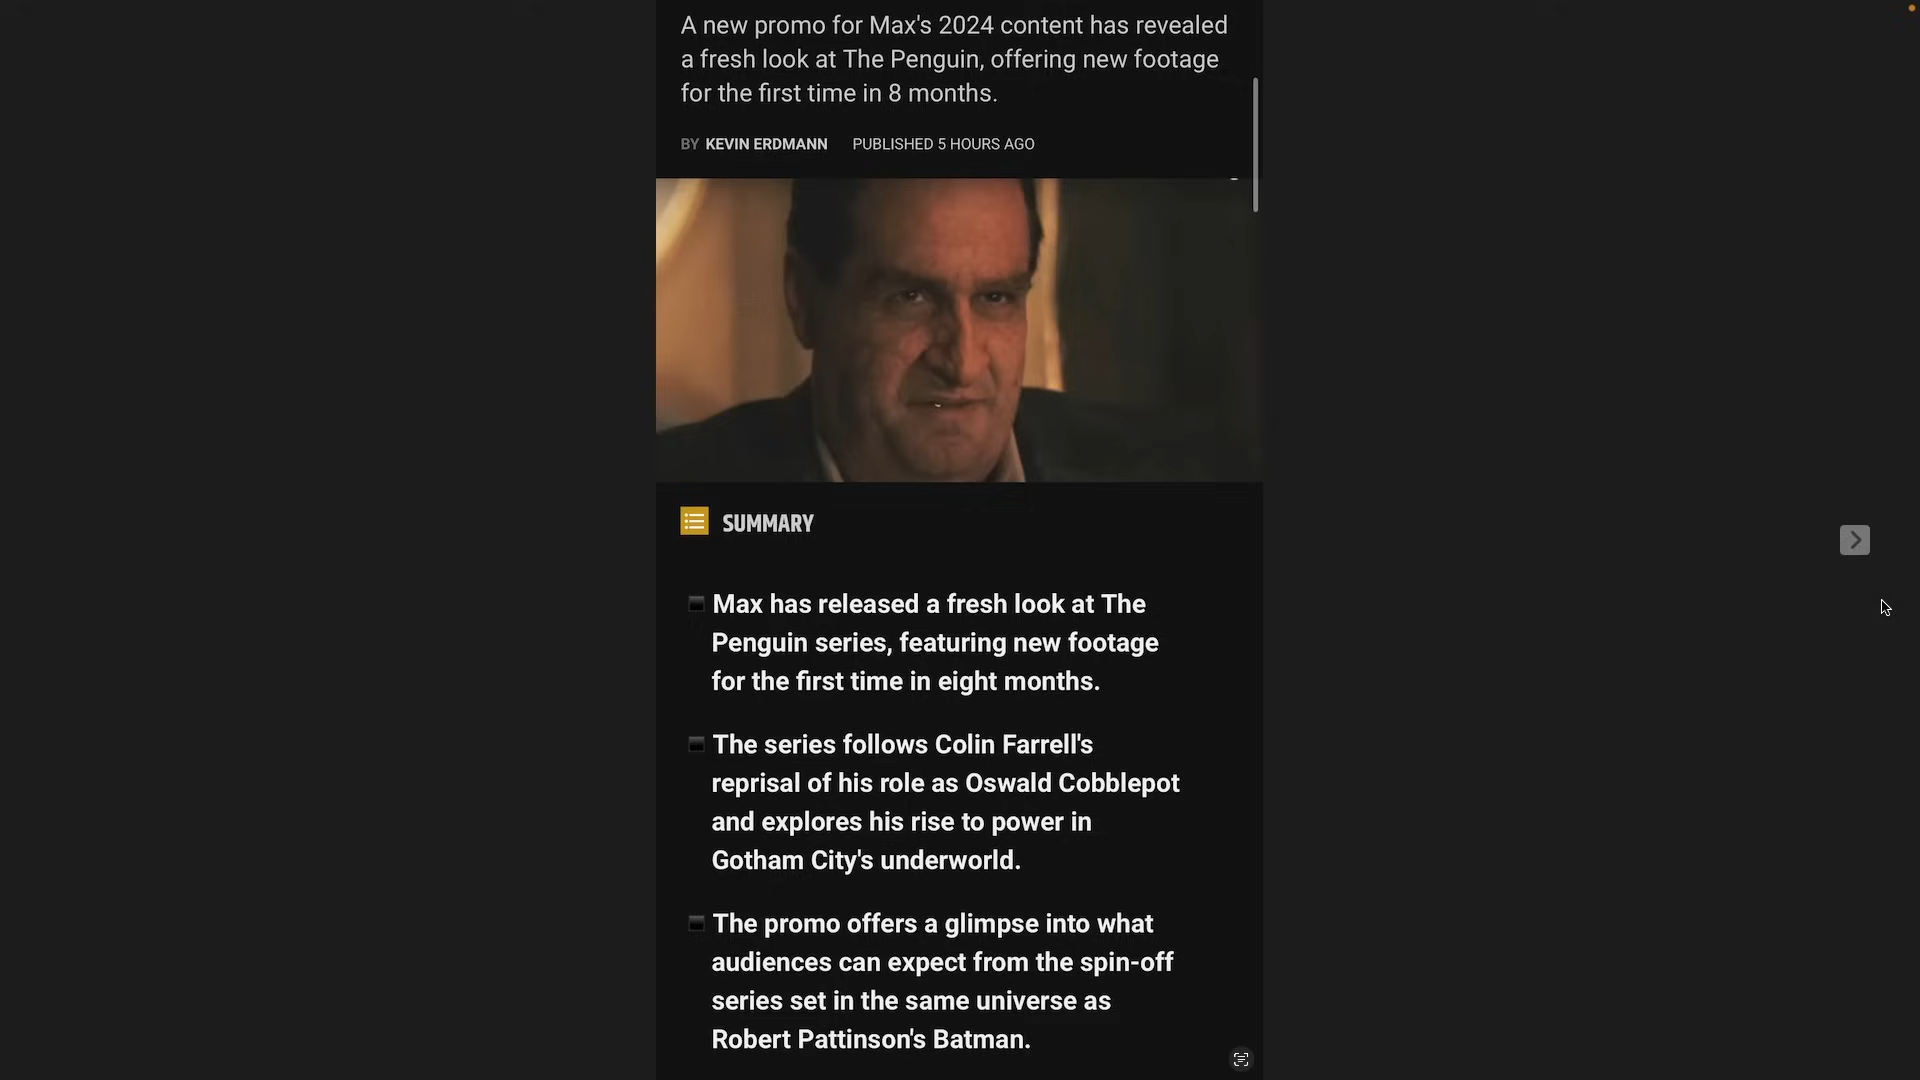 A new promo for Max's 2024 content has revealed
a fresh look at The Penguin, offering new footage
for the first time in 8 months.
BY KEVIN ERDMANN PUBLISHED 5 HOURS AGO
SUMMARY
Max has released a fresh look at The
Penguin series, featuring new footage
for the first time in eight months.
The series follows Colin Farrell's
reprisal of his role as Oswald Cobblepot
and explores his rise to power in
Gotham City's underworld.
The promo offers a glimpse into what
audiences can expect from the spin-off
series set in the same universe as
Robert Pattinson's Batman.